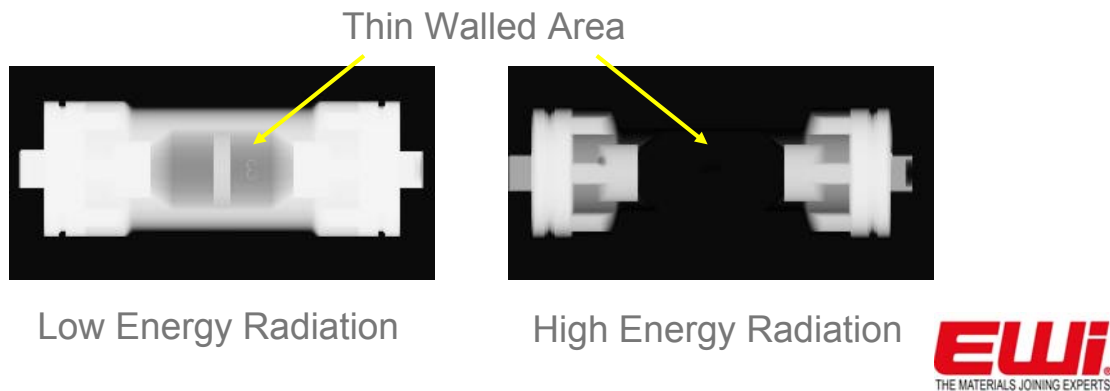 Thin Walled Area
Low Energy Radiation
High Energy Radiation
EWi®
THE MATERIALS JOINING EXPERTS